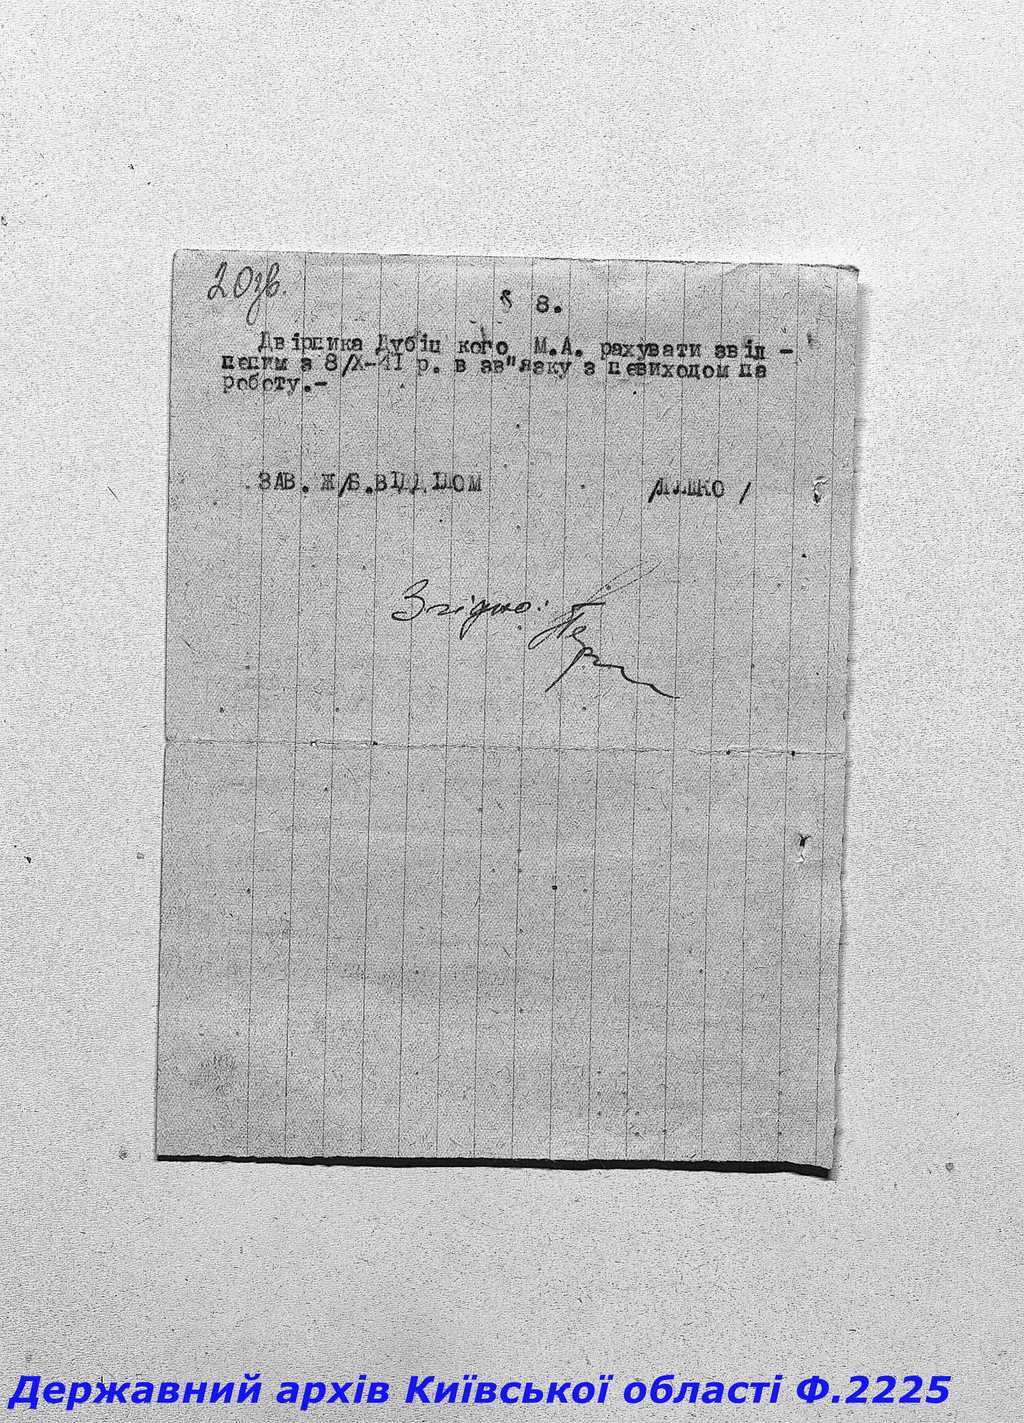 20зв.
§ 8.
Двірника Дубіцкого М.А. рахувати звіл-
неним з 8/X-41 р. в зв"язку з невиходом на
роботу.-
ЗАВ. Ж/Б.ВІДДІЛОМ
Згідно:
Державний архів Київської області Ф.2225